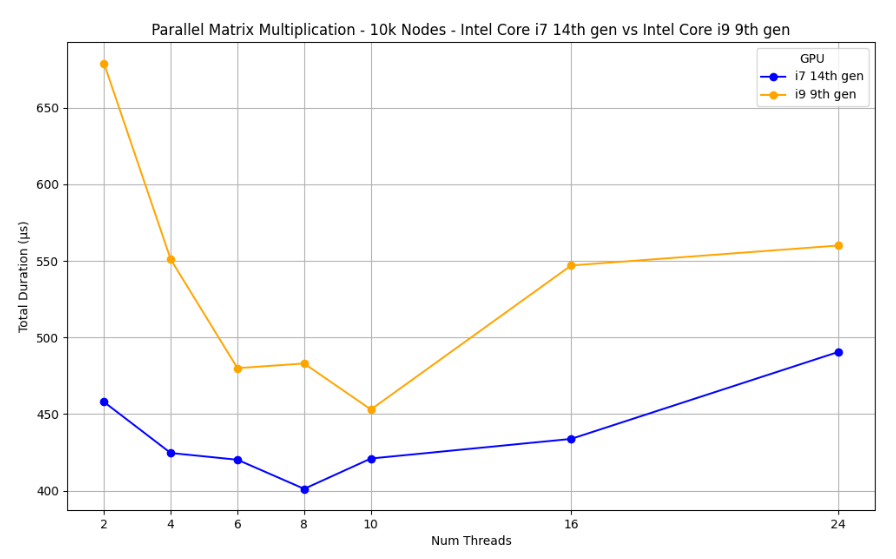 Parallel Matrix Multiplication - 10k Nodes - Intel Core i7 14th gen vs Intel Core i9 9th gen
GPU
i7 14th gen
i9 9th gen
Total Duration (µs)
650
600
550
500
450
400
2 4 6 8 10 16 24
Num Threads